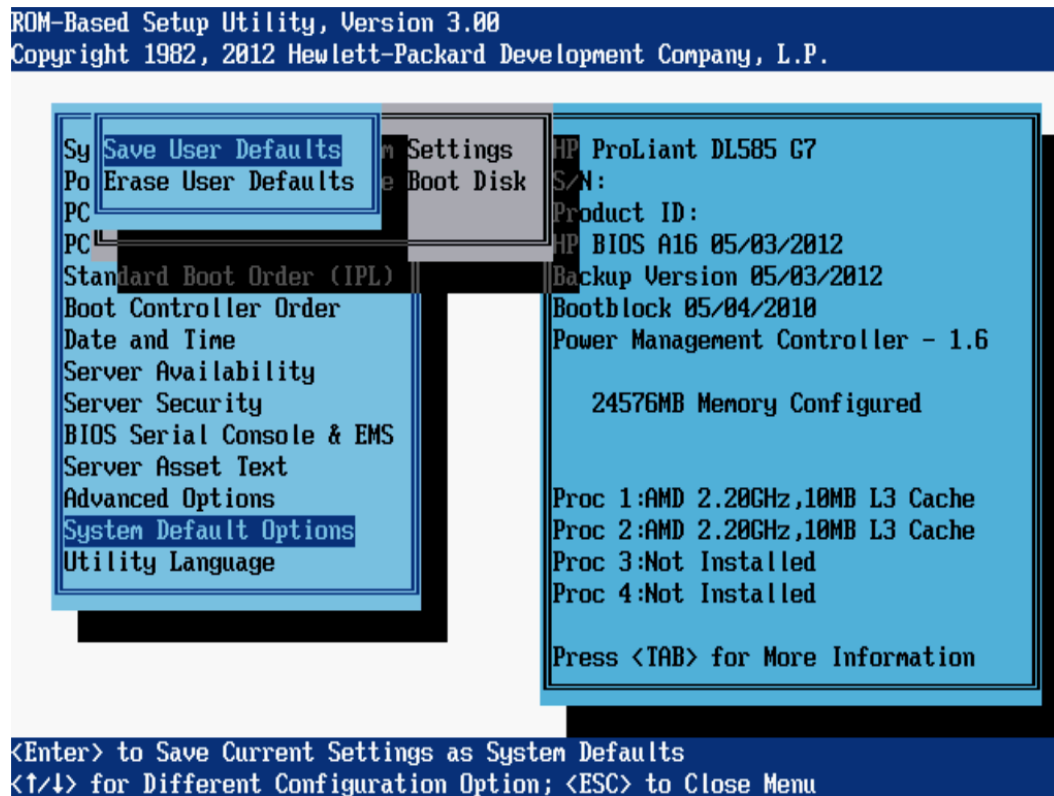 ROM-Based Setup Utility, Version 3.00
Copyright 1982, 2012 Hewlett-Packard Development Company, L.P.
Save User Defaults
Erase User Defaults
m Settings
e Boot Disk
Sy
Po
PC
PC
Standard Boot Order (IPL)
Boot Controller Order
Date and Time
Server Availability
Server Security
BIOS Serial Console & EMS
Server Asset Text
Advanced Options
System Default Options
Utility Language
HP ProLiant DL585 G7
S/N:
Product ID:
HP BIOS A16 05/03/2012
Backup Version 05/03/2012
Bootblock 05/04/2010
Power Management Controller - 1.6
24576MB Memory Configured
Proc 1:AMD 2.20GHz,10MB L3 Cache
Proc 2:AMD 2.20GHz,10MB L3 Cache
Proc 3:Not Installed
Proc 4:Not Installed
Press <TAB> for More Information
<Enter> to Save Current Settings as System Defaults
<↑/↓> for Different Configuration Option; <ESC> to Close Menu